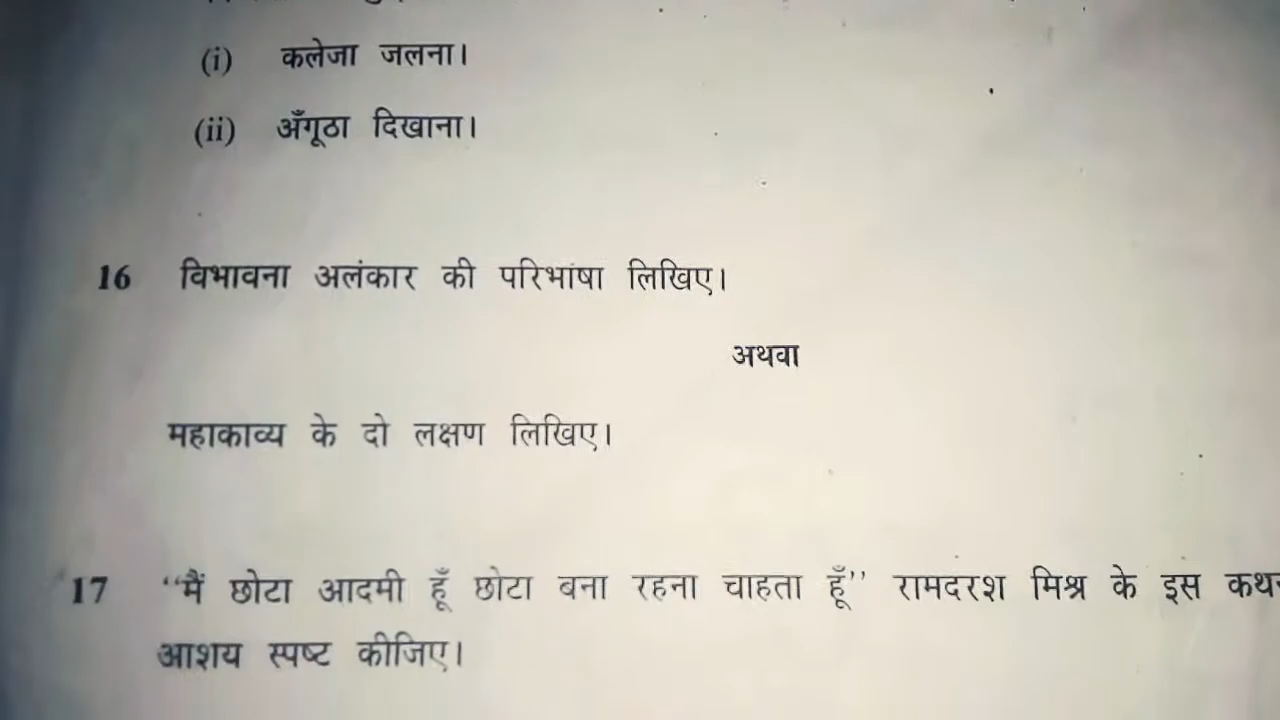 (i) कलेजा जलना।
(ii) अँगूठा दिखाना।
16 विभावना अलंकार की परिभाषा लिखिए।
अथवा
महाकाव्य के दो लक्षण लिखिए।
17 “मैं छोटा आदमी हूँ छोटा बना रहना चाहता हूँ” रामदरश मिश्र के इस
आशय स्पष्ट कीजिए।